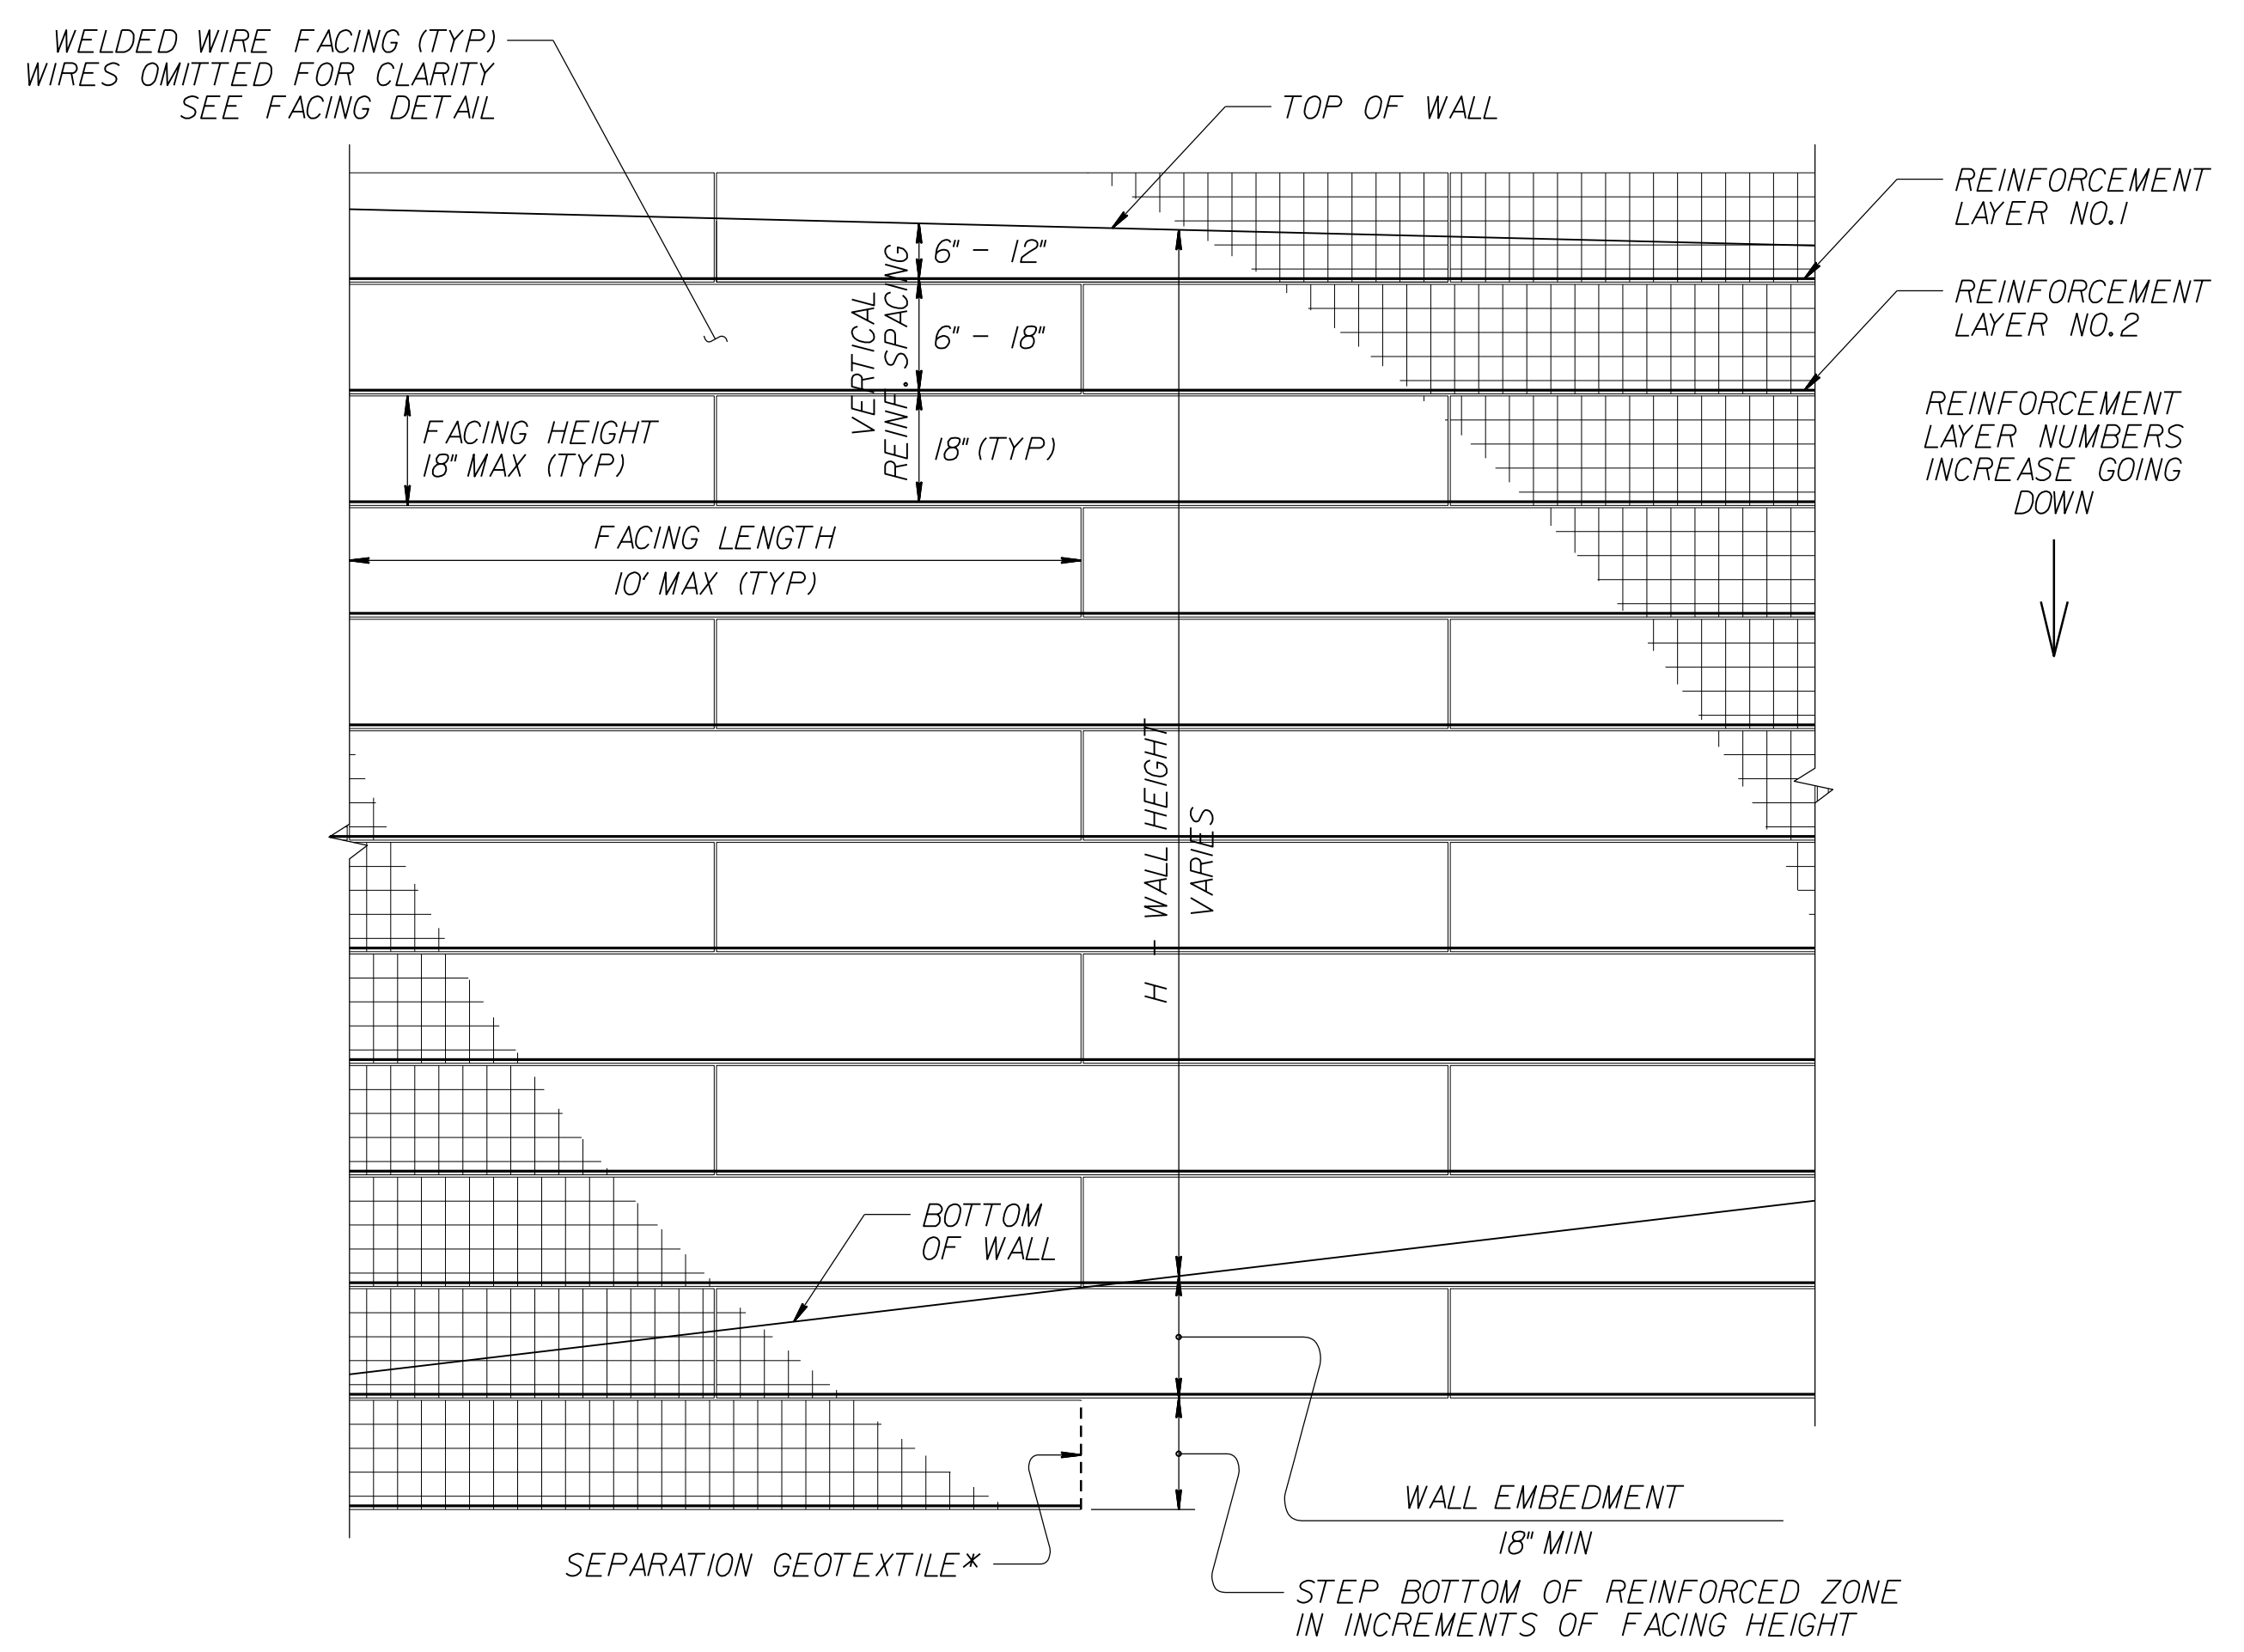 WELDED WIRE FACING (TYP)
WIRES OMITTED FOR CLARITY
SEE FACING DETAIL
TOP OF WALL
REINFORCEMENT
LAYER NO.1
REINFORCEMENT
LAYER NO.2
REINFORCEMENT
LAYER NUMBERS
INCREASE GOING
DOWN
VERTICAL
REINF. SPACING
6" - 12"
6" - 18"
18" (TYP)
FACING HEIGHT
18" MAX (TYP)
FACING LENGTH
10' MAX (TYP)
H - WALL HEIGHT
VARIES
BOTTOM
OF WALL
WALL EMBEDMENT
18" MIN
SEPARATION GEOTEXTILE*
STEP BOTTOM OF REINFORCED ZONE
IN INCREMENTS OF FACING HEIGHT